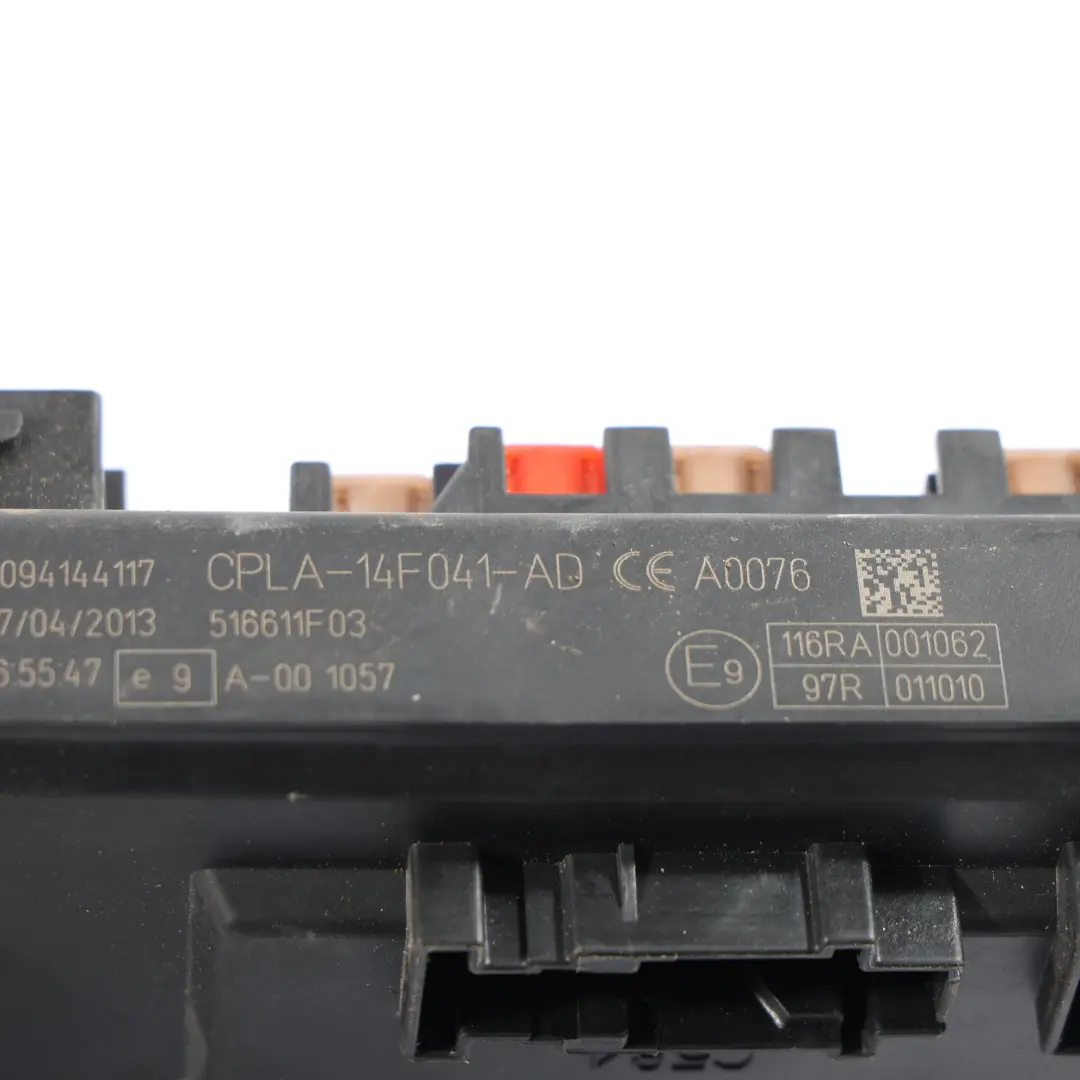 094144117 CPLA-14F041-AD CE A0076
7/04/2013 516611F03
55:47 e 9 A-00 1057
E9 116RA 001062
97R 011010